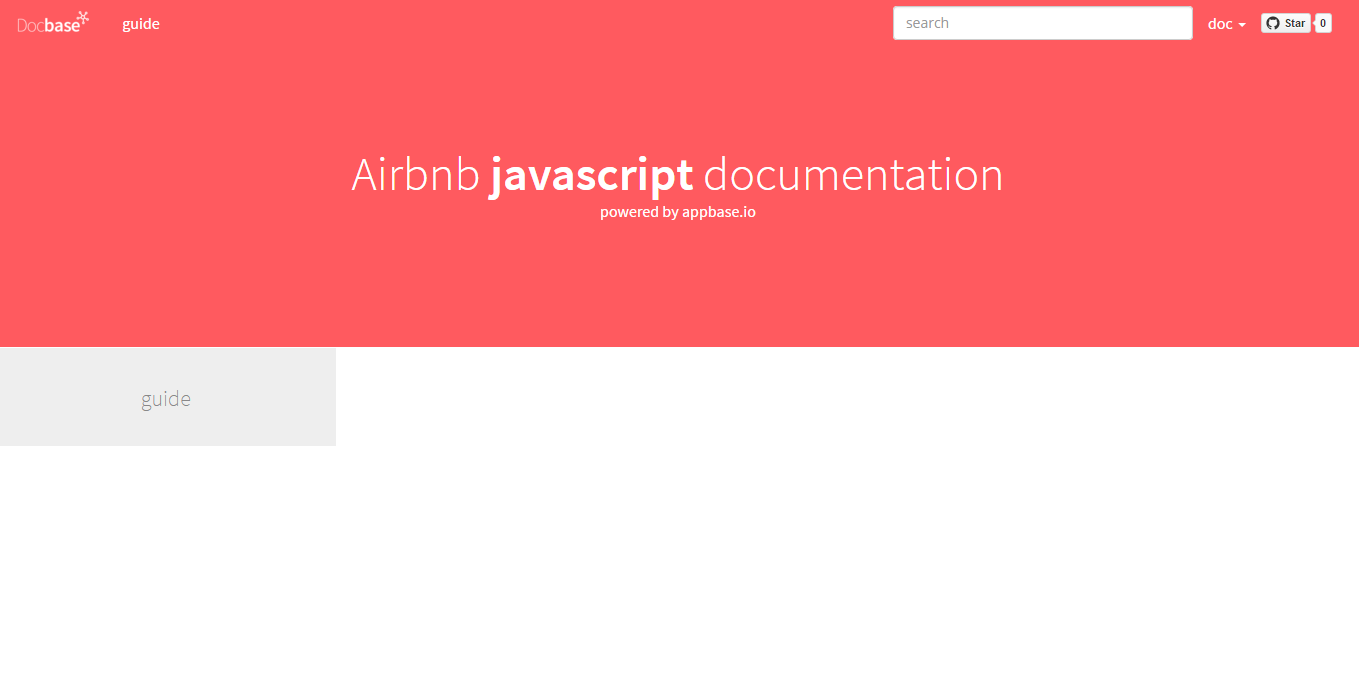 Docbase guide search doc Star 0
Airbnb javascript documentation
powered by appbase.io
guide